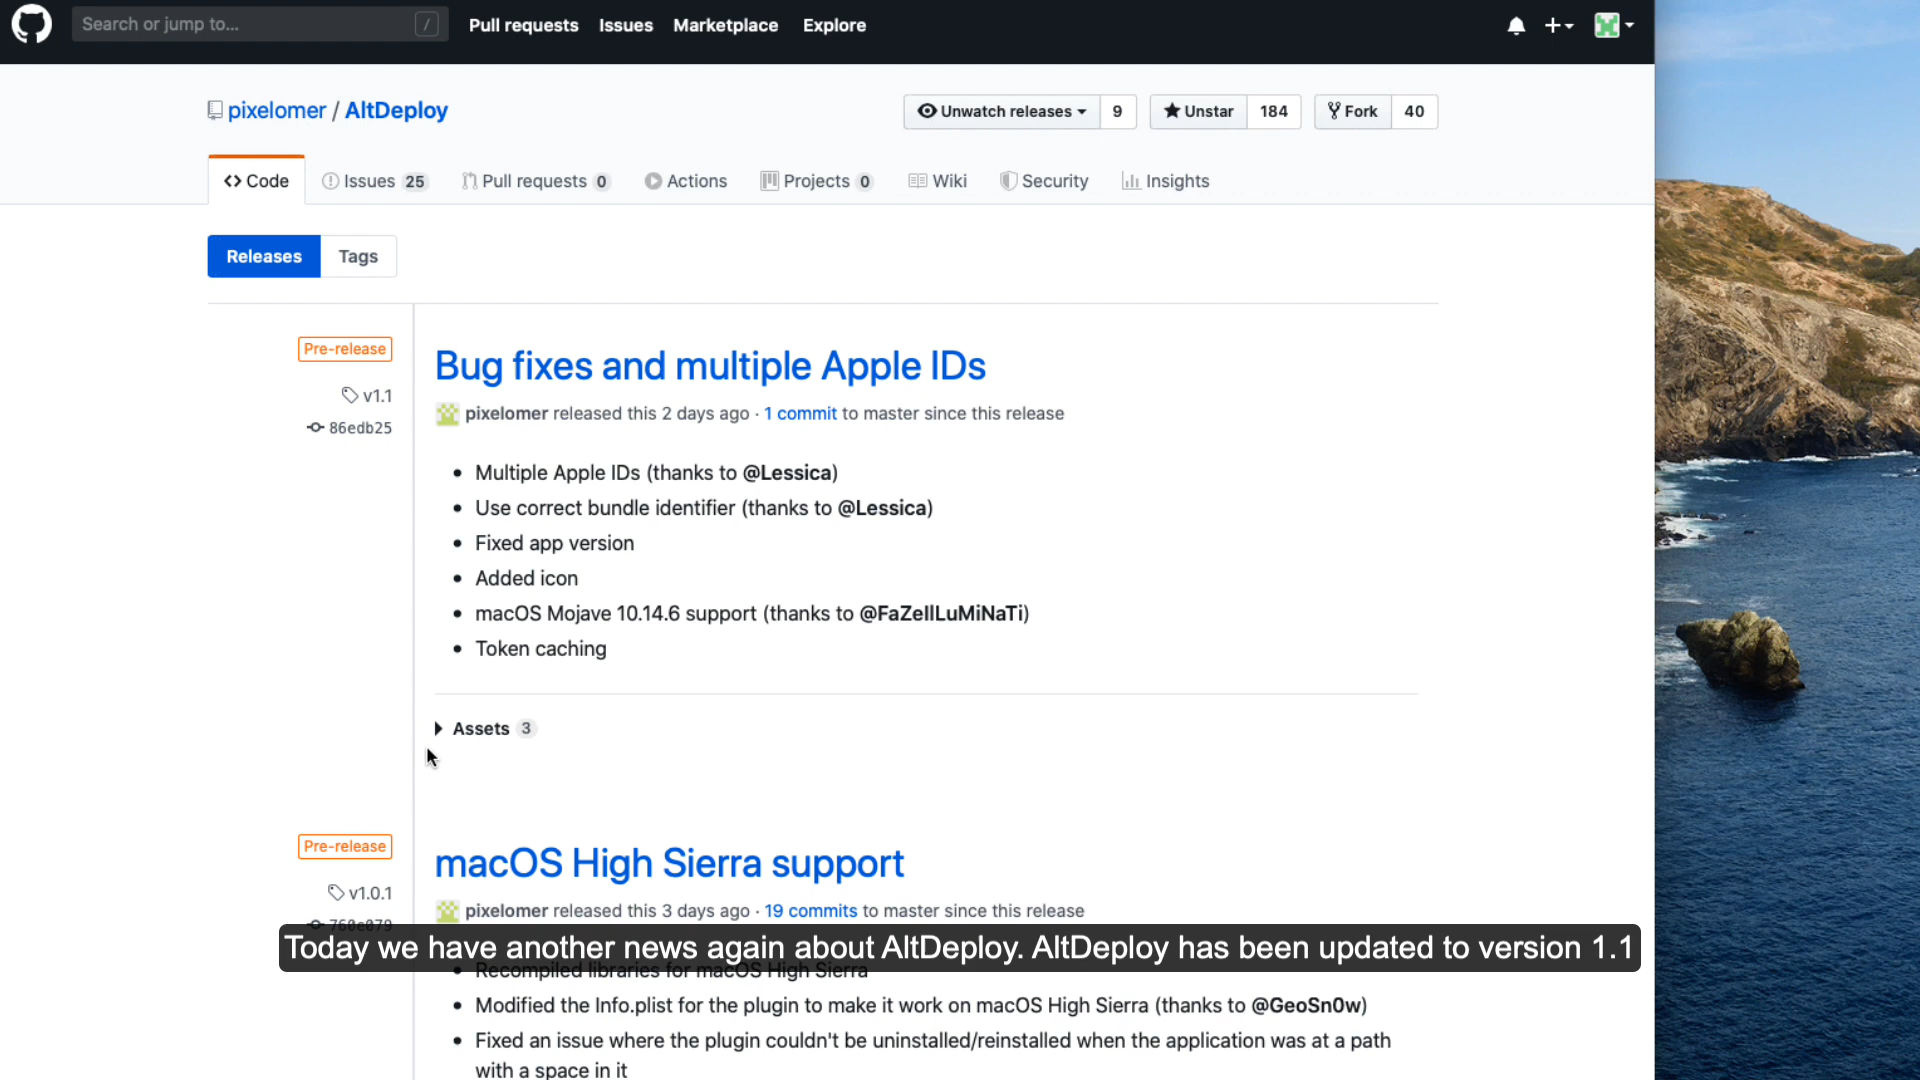 Search or jump to... /
Pull requests Issues Marketplace Explore
pixelomer / AltDeploy
Unwatch releases 9 Unstar 184 Fork 40
Code Issues 25 Pull requests 0 Actions Projects 0 Wiki Security Insights
Releases Tags
Pre-release
v1.1
86edb25
Bug fixes and multiple Apple IDs
pixelomer released this 2 days ago · 1 commit to master since this release
• Multiple Apple IDs (thanks to @Lessica)
• Use correct bundle identifier (thanks to @Lessica)
• Fixed app version
• Added icon
• macOS Mojave 10.14.6 support (thanks to @FaZeIlLuMiNaTi)
• Token caching
Assets 3
Pre-release
v1.0.1
760e079
macOS High Sierra support
pixelomer released this 3 days ago · 19 commits to master since this release
Today we have another news again about AltDeploy. AltDeploy has been updated to version 1.1
• Recompiled libraries for macOS High Sierra
• Modified the Info.plist for the plugin to make it work on macOS High Sierra (thanks to @GeoSn0w)
• Fixed an issue where the plugin couldn't be uninstalled/reinstalled when the application was at a path
with a space in it